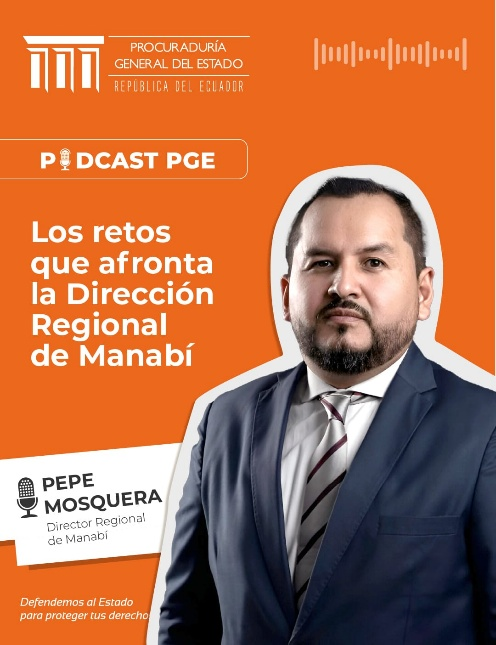 PROCURADURÍA
GENERAL DEL ESTADO
REPÚBLICA DEL ECUADOR
PODCAST PGE
Los retos
que afronta
la Dirección
Regional
de Manabí
PEPE
MOSQUERA
Director Regional
de Manabí
Defendemos al Estado
para proteger tus derecho